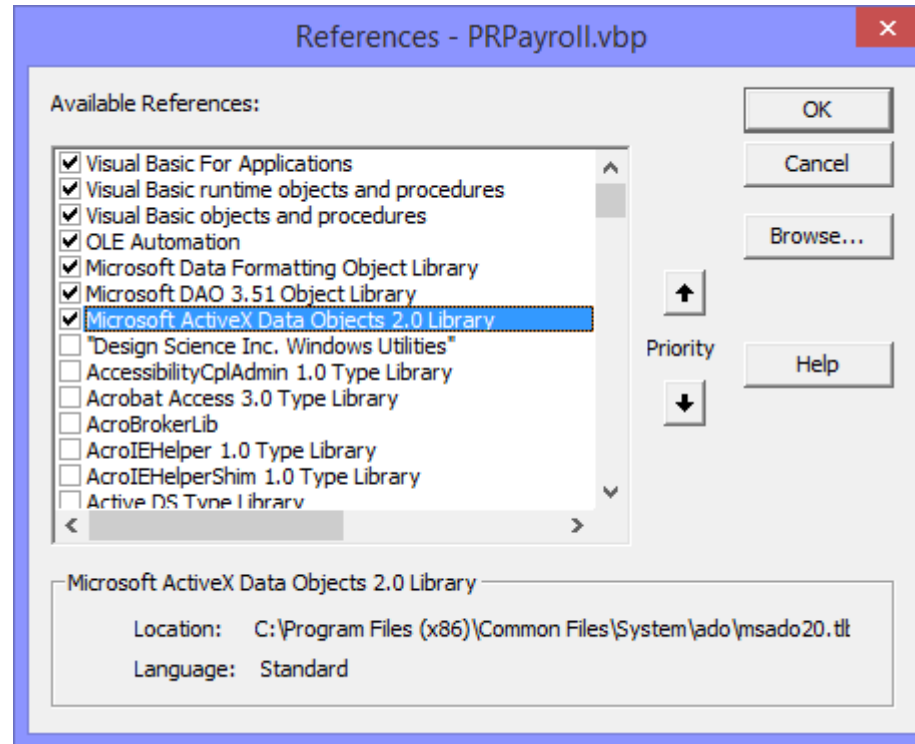 References - PRPayroll.vbp
Available References:
OK
Cancel
Browse...
Visual Basic For Applications
Visual Basic runtime objects and procedures
Visual Basic objects and procedures
OLE Automation
Microsoft Data Formatting Object Library
Microsoft DAO 3.51 Object Library
Microsoft ActiveX Data Objects 2.0 Library
"Design Science Inc. Windows Utilities"
AccessibilityCplAdmin 1.0 Type Library
Acrobat Access 3.0 Type Library
AcroBrokerLib
AcroIEHelper 1.0 Type Library
AcroIEHelperShim 1.0 Type Library
Active DS Type Library
Priority
Help
Microsoft ActiveX Data Objects 2.0 Library
Location: C:\Program Files (x86)\Common Files\System\ado\msado20.tlb
Language: Standard